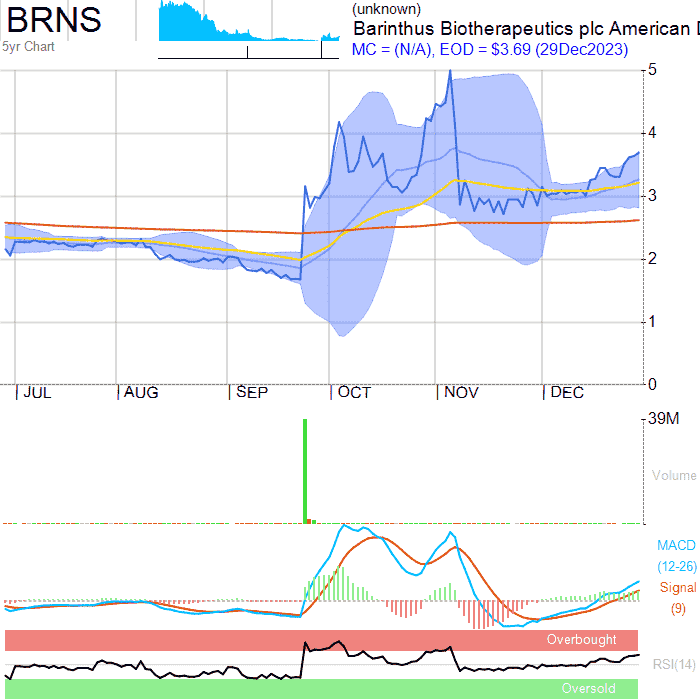 BRNS
5yr Chart
(unknown)
Barinthus Biotherapeutics plc American
MC = (N/A), EOD = $3.69 (29Dec2023)
5
4
3
2
1
0
JUL
AUG
SEP
OCT
NOV
DEC
39M
Volume
MACD
(12-26)
Signal
(9)
Overbought
RSI(14)
Oversold